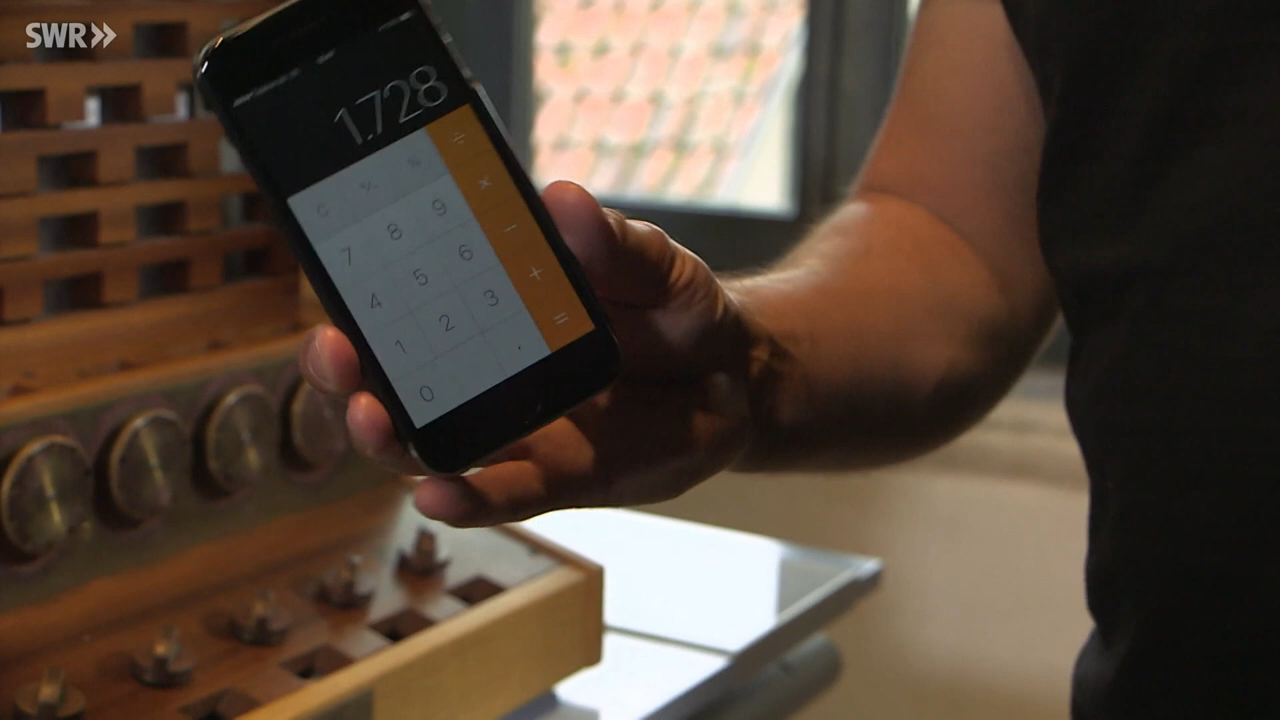 SWR
1.728
÷
C +/- %
×
7 8 9
−
4 5 6
+
1 2 3
=
0 .